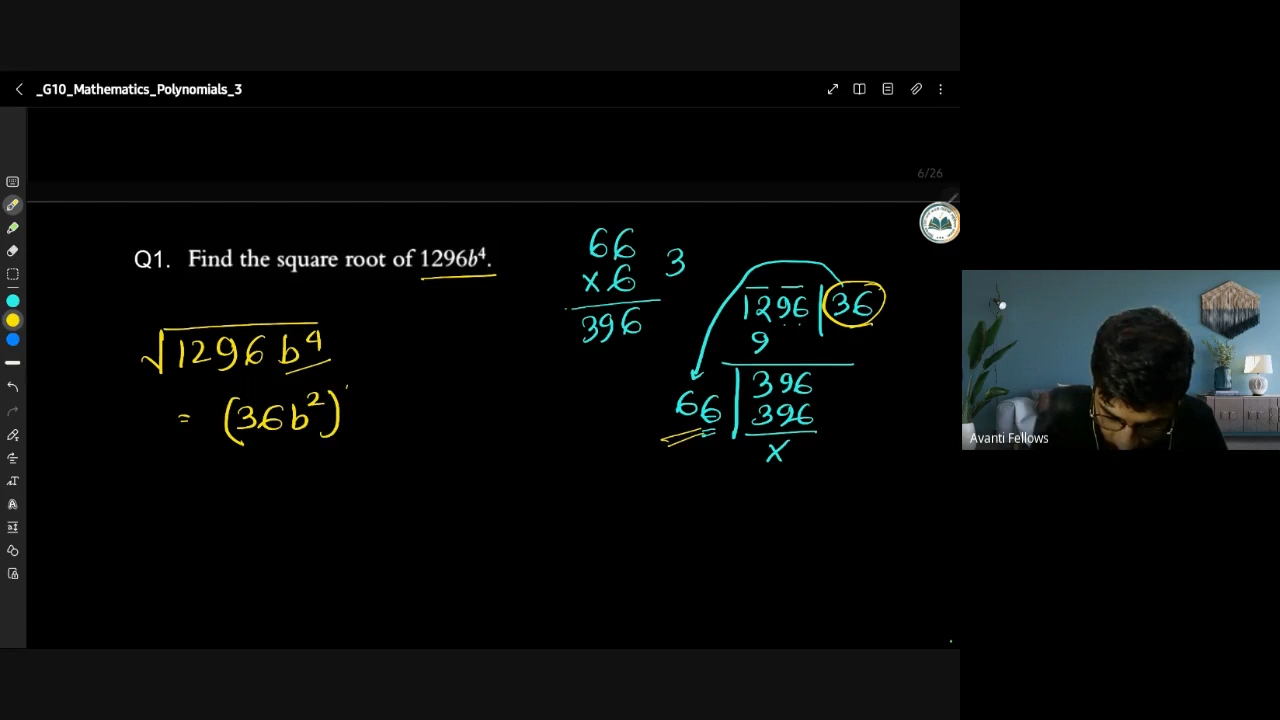 _G10_Mathematics_Polynomials_3
6/26
Q1. Find the square root of 1296b⁴.
√1296 b⁴
= (36b²)
66
×6 3
396
1296 | 36
9
66 | 396
396
×
Avanti Fellows